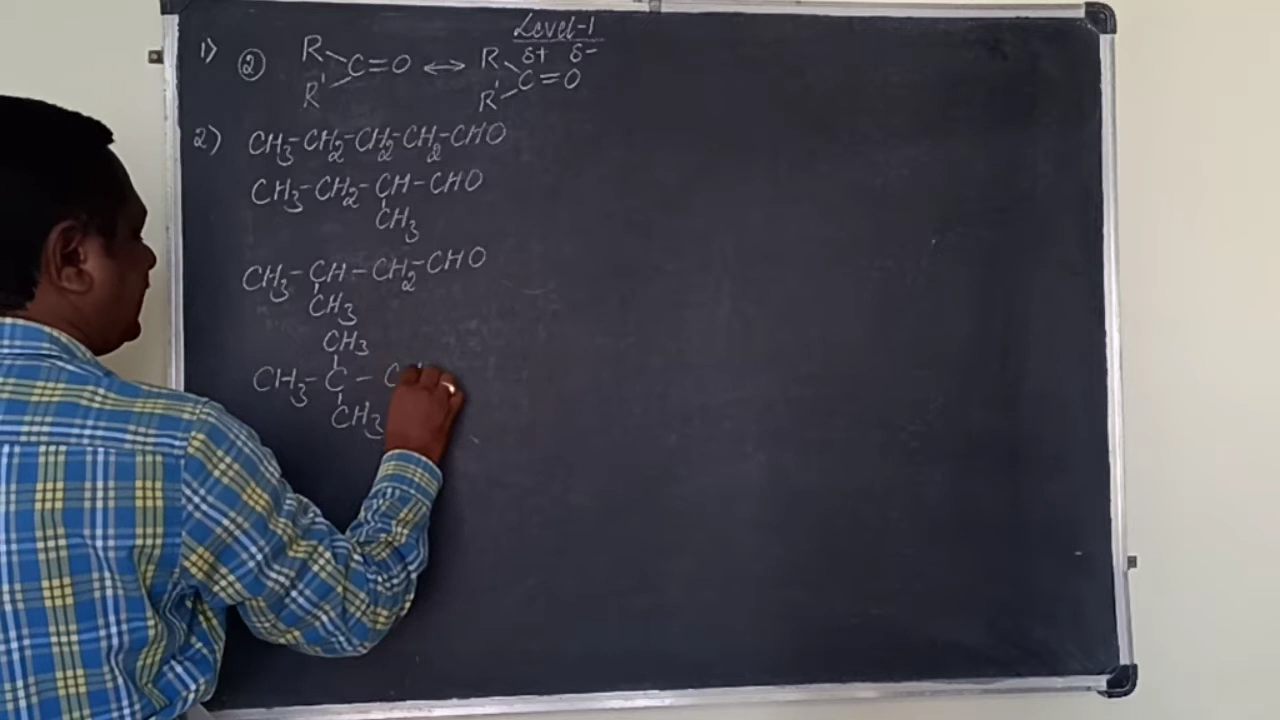 Level-1
1) ② R C=O ↔ R δ+ δ-
R' R' C=O
2) CH3-CH2-CH2-CH2-CHO
CH3-CH2-CH-CHO
CH3
CH3-CH-CH2-CHO
CH3
CH3
CH3-C-C
CH3